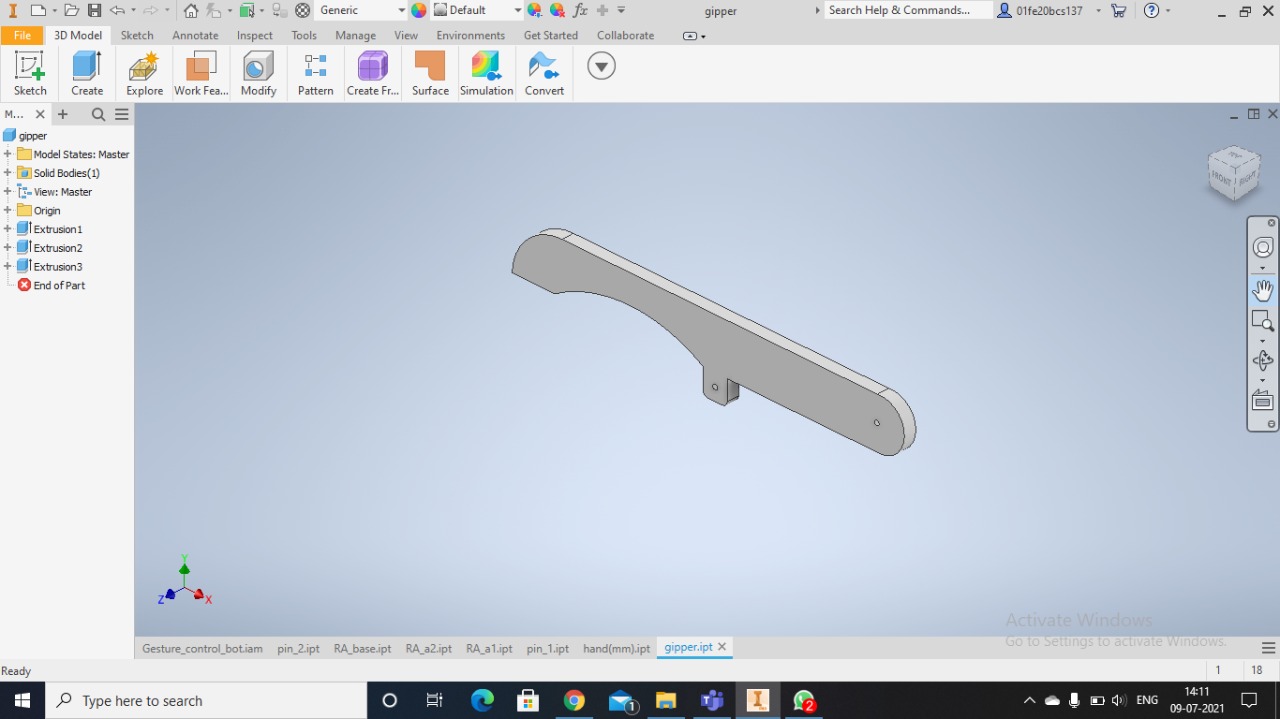 Generic Default fx gipper Search Help & Commands... 01fe20bcs137
File 3D Model Sketch Annotate Inspect Tools Manage View Environments Get Started Collaborate
Sketch Create Explore Work Fea... Modify Pattern Create Fr... Surface Simulation Convert
M...
gipper
Model States: Master
Solid Bodies(1)
View: Master
Origin
Extrusion1
Extrusion2
Extrusion3
End of Part
TOP
FRONT RIGHT
Y
Z X
Activate Windows
Go to Settings to activate Windows.
Gesture_control_bot.iam pin_2.ipt RA_base.ipt RA_a2.ipt RA_a1.ipt pin_1.ipt hand(mm).ipt gipper.ipt
Ready 1 18
Type here to search 1 2 ENG 14:11
09-07-2021